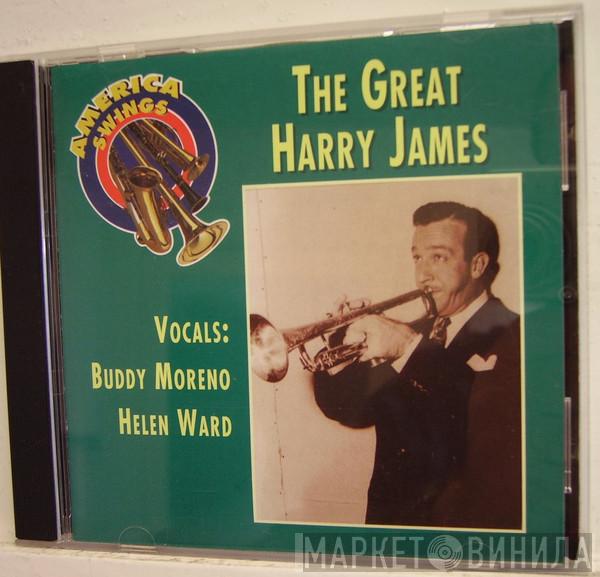 AMERICA
SWINGS
THE GREAT
HARRY JAMES
VOCALS:
BUDDY MORENO
HELEN WARD
МАРКЕТ ВИНИЛА